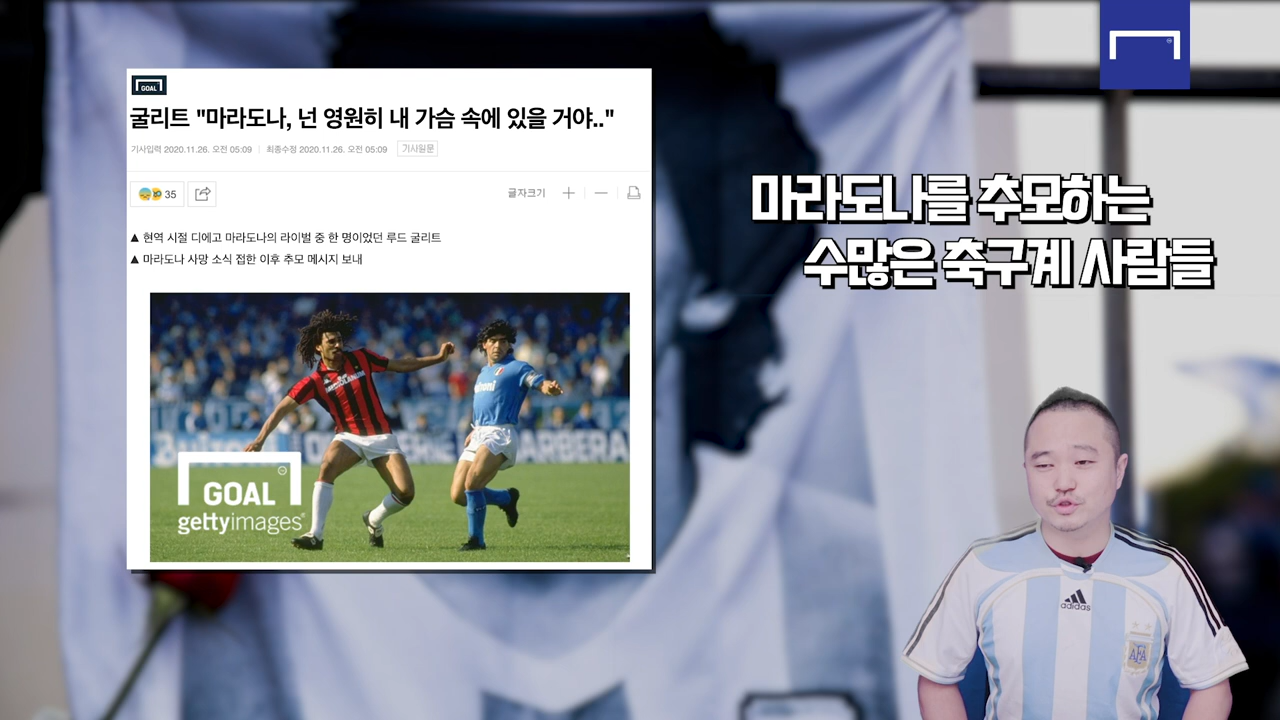 GOAL
굴리트 "마라도나, 넌 영원히 내 가슴 속에 있을 거야.."
기사입력 2020.11.26. 오전 05:09 | 최종수정 2020.11.26. 오전 05:09 기사원문
35
글자크기
▲ 현역 시절 디에고 마라도나의 라이벌 중 한 명이었던 루드 굴리트
▲ 마라도나 사망 소식 접한 이후 추모 메시지 보내
GOAL
gettyimages
마라도나를 추모하는
수많은 축구계 사람들
adidas
AFA